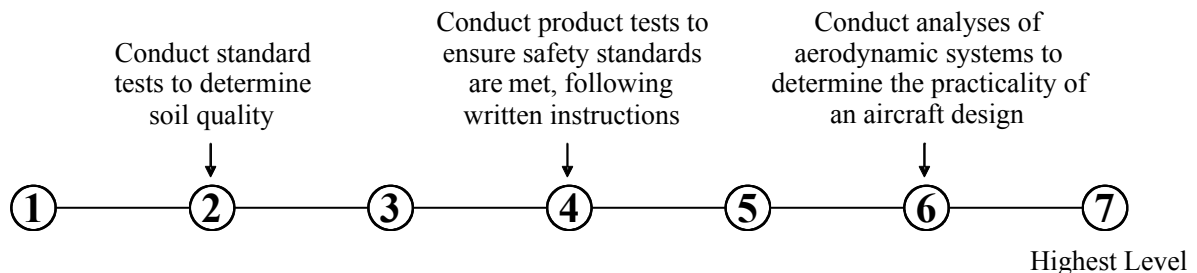 Conduct standard
tests to determine
soil quality
Conduct product tests to
ensure safety standards
are met, following
written instructions
Conduct analyses of
aerodynamic systems to
determine the practicality of
an aircraft design
1 2 3 4 5 6 7
Highest Level